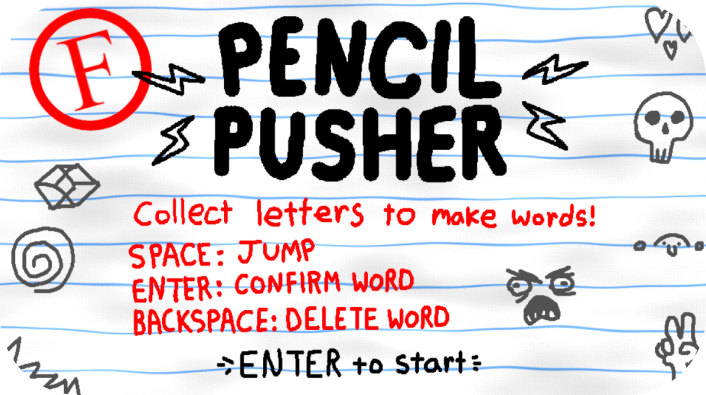 F
PENCIL
PUSHER
Collect letters to make words!
SPACE: JUMP
ENTER: CONFIRM WORD
BACKSPACE: DELETE WORD
ENTER to start